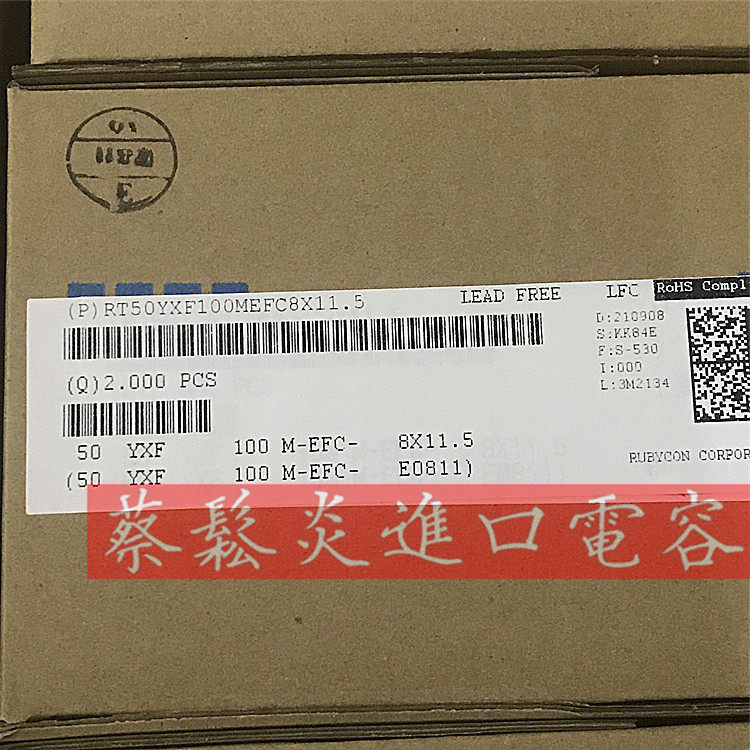 (P)RT50YXF100MEFC8X11.5 LEAD FREE LFC RoHS Compl
D:210908
S:KK84E
F:S-530
I:000
L:3M2134
(Q)2.000 PCS
50 YXF 100 M-EFC- 8X11.5
(50 YXF 100 M-EFC- E0811)
RUBYCON CORPOR
蔡鬆炎進口電容